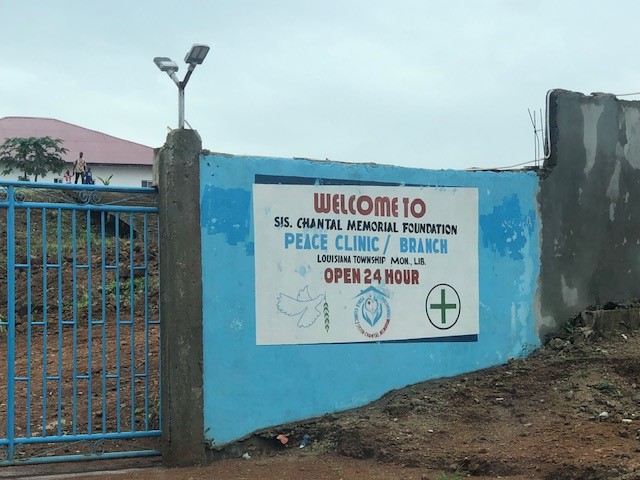 WELCOME TO
SIS. CHANTAL MEMORIAL FOUNDATION
PEACE CLINIC/ BRANCH
LOUISIANA TOWNSHIP MON., LIB.
OPEN 24 HOUR